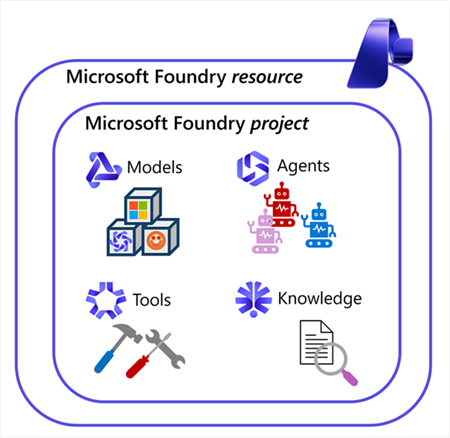 Microsoft Foundry resource
Microsoft Foundry project
Models
Agents
Tools
Knowledge